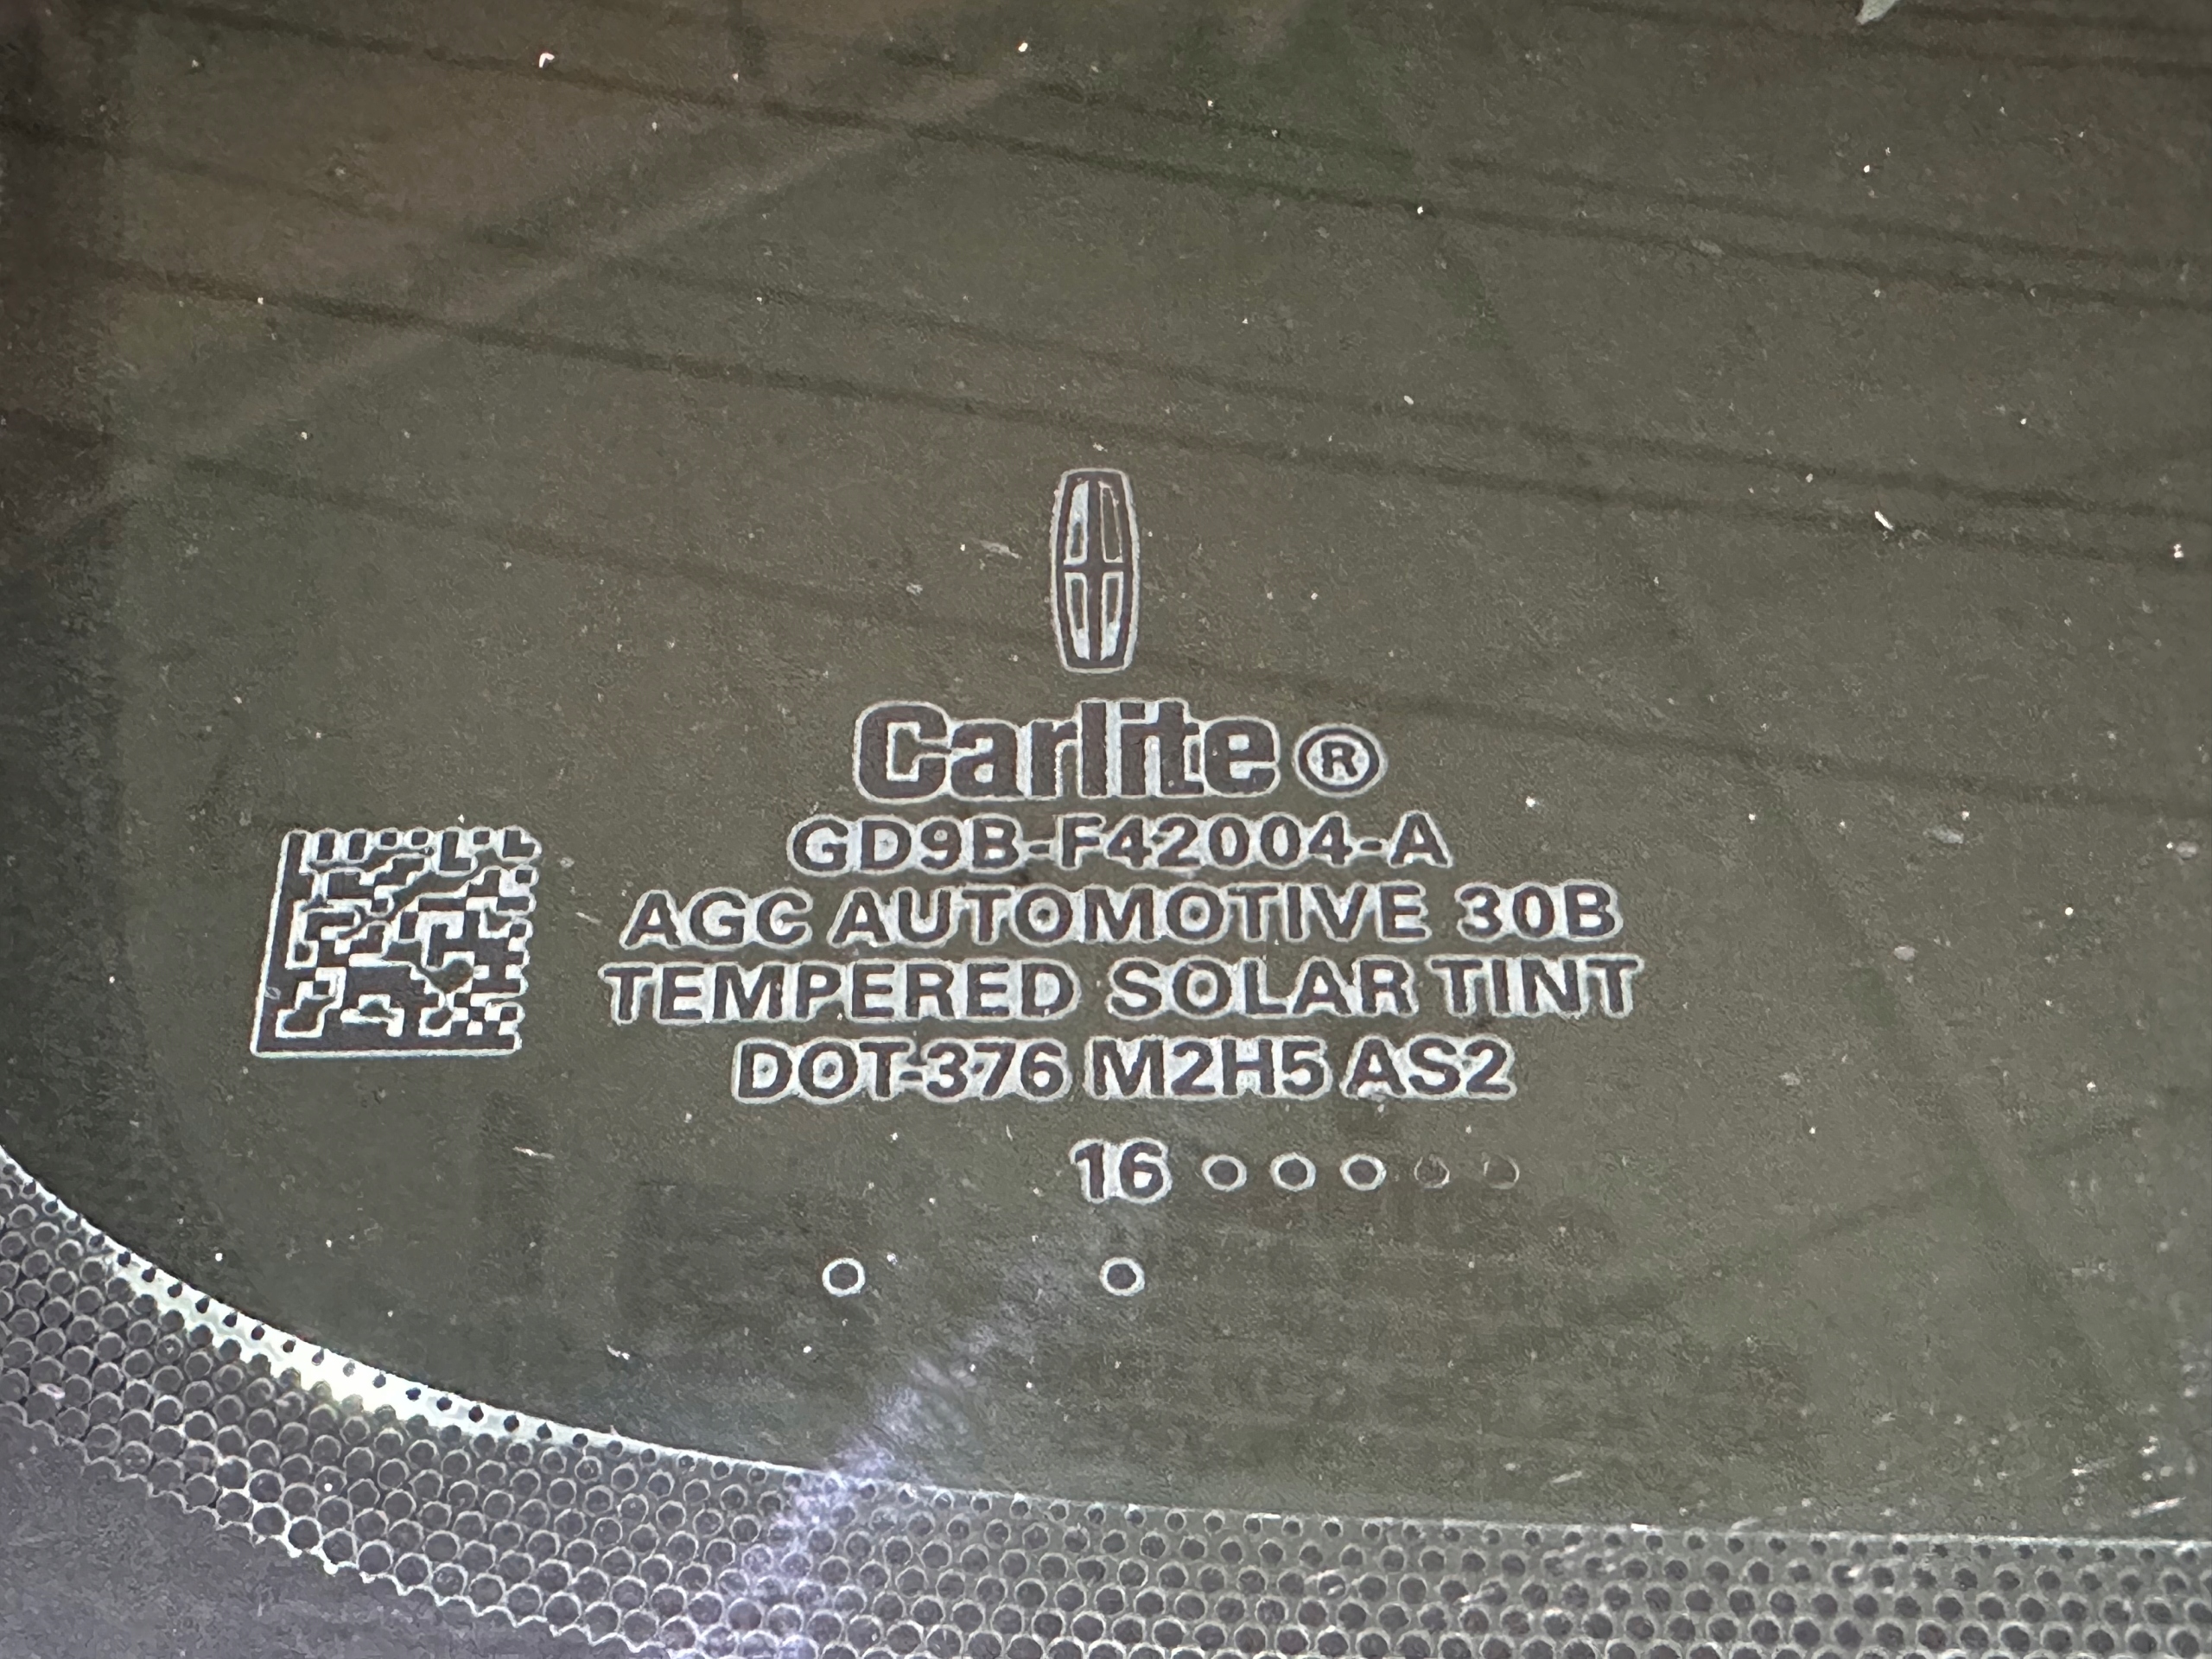 Carlite ®
GD9B-F42004-A
AGC AUTOMOTIVE 30B
TEMPERED SOLAR TINT
DOT-376 M2H5 AS2
16